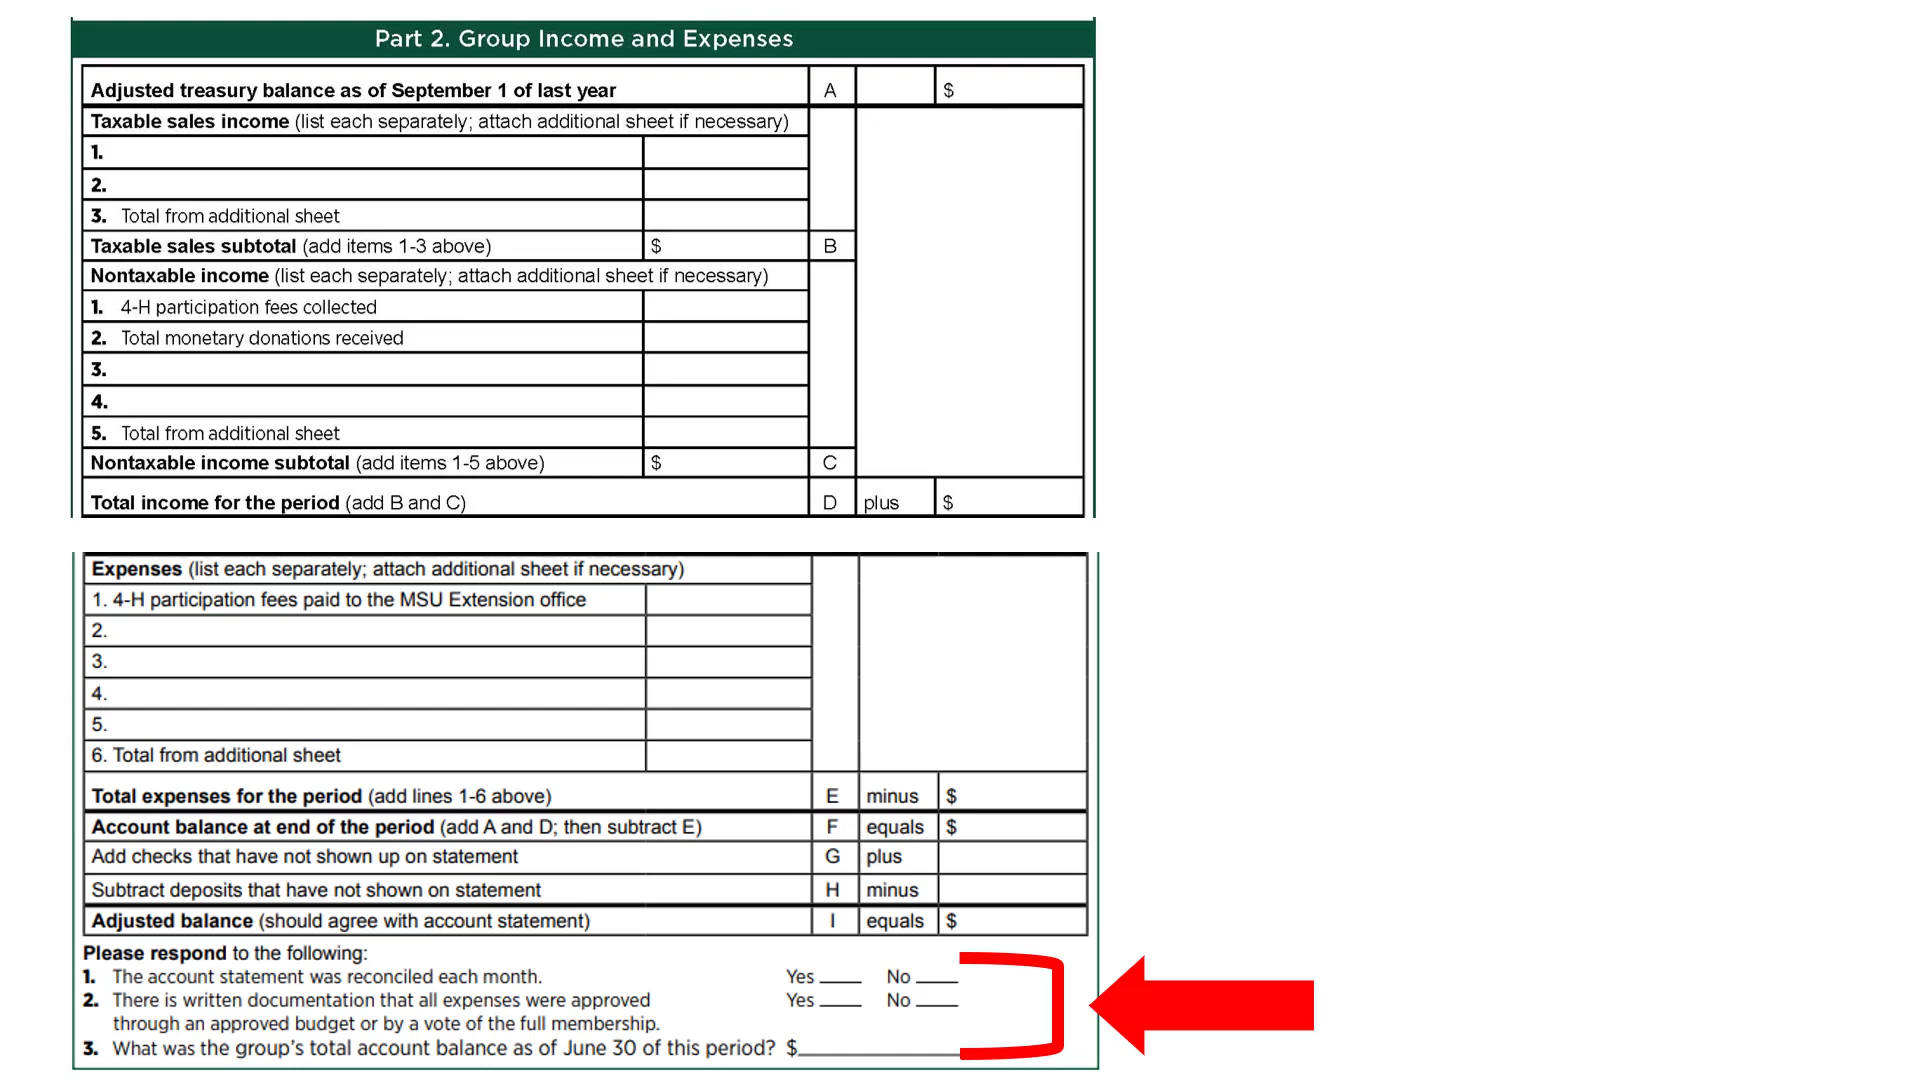 Part 2. Group Income and Expenses
Adjusted treasury balance as of September 1 of last year A $
Taxable sales income (list each separately; attach additional sheet if necessary)
1.
2.
3. Total from additional sheet
Taxable sales subtotal (add items 1-3 above) $ B
Nontaxable income (list each separately; attach additional sheet if necessary)
1. 4-H participation fees collected
2. Total monetary donations received
3.
4.
5. Total from additional sheet
Nontaxable income subtotal (add items 1-5 above) $ C
Total income for the period (add B and C) D plus $
Expenses (list each separately; attach additional sheet if necessary)
1. 4-H participation fees paid to the MSU Extension office
2.
3.
4.
5.
6. Total from additional sheet
Total expenses for the period (add lines 1-6 above) E minus $
Account balance at end of the period (add A and D; then subtract E) F equals $
Add checks that have not shown up on statement G plus
Subtract deposits that have not shown on statement H minus
Adjusted balance (should agree with account statement) I equals $
Please respond to the following:
1. The account statement was reconciled each month. Yes ____ No ____
2. There is written documentation that all expenses were approved Yes ____ No ____
through an approved budget or by a vote of the full membership.
3. What was the group's total account balance as of June 30 of this period? $________________